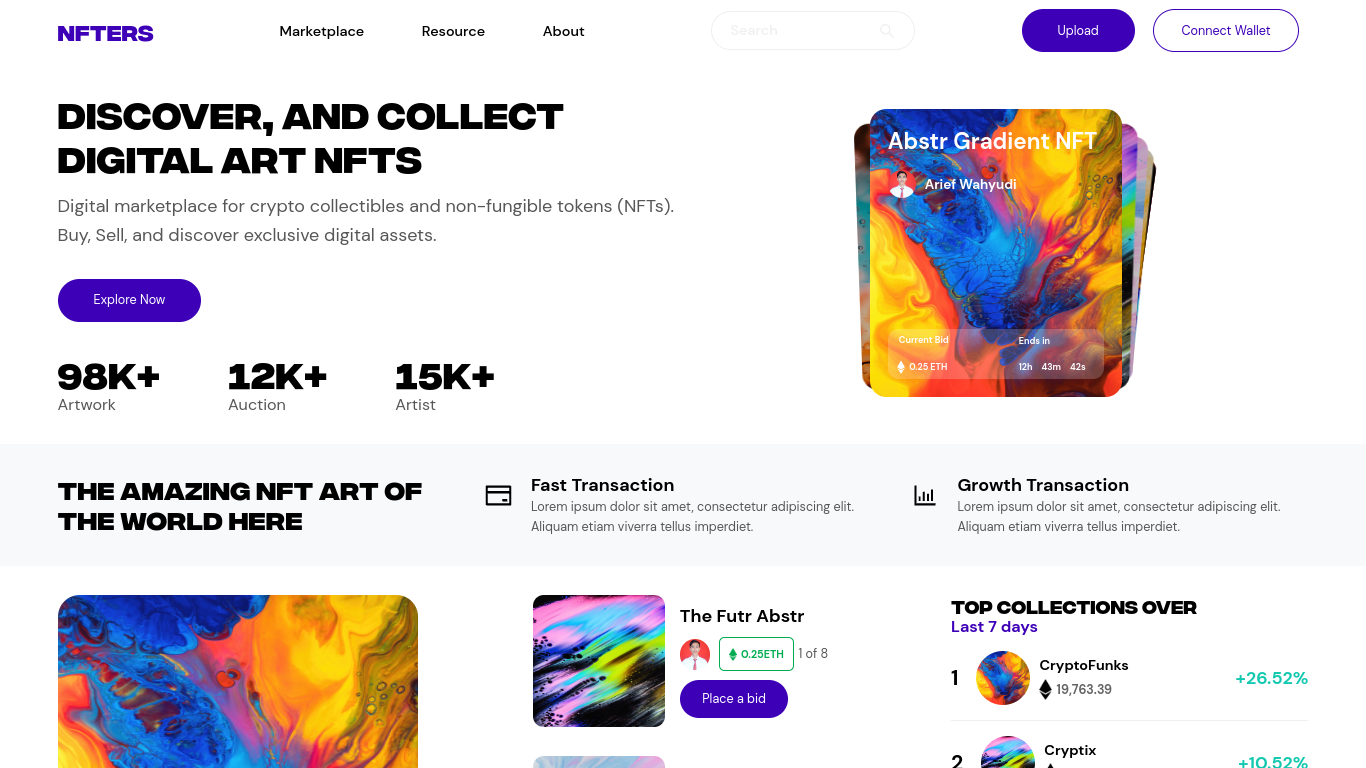 NFTERS
Marketplace
Resource
About
Search
Upload
Connect Wallet
DISCOVER, AND COLLECT
DIGITAL ART NFTS
Digital marketplace for crypto collectibles and non-fungible tokens (NFTs).
Buy, Sell, and discover exclusive digital assets.
Explore Now
98K+
Artwork
12K+
Auction
15K+
Artist
Abstr Gradient NFT
Arief Wahyudi
Current Bid
0.25 ETH
Ends in
12h 43m 42s
THE AMAZING NFT ART OF
THE WORLD HERE
Fast Transaction
Lorem ipsum dolor sit amet, consectetur adipiscing elit.
Aliquam etiam viverra tellus imperdiet.
Growth Transaction
Lorem ipsum dolor sit amet, consectetur adipiscing elit.
Aliquam etiam viverra tellus imperdiet.
The Futr Abstr
0.25ETH
1 of 8
Place a bid
TOP COLLECTIONS OVER
Last 7 days
1
CryptoFunks
19,763.39
+26.52%
2
Cryptix
+10.52%